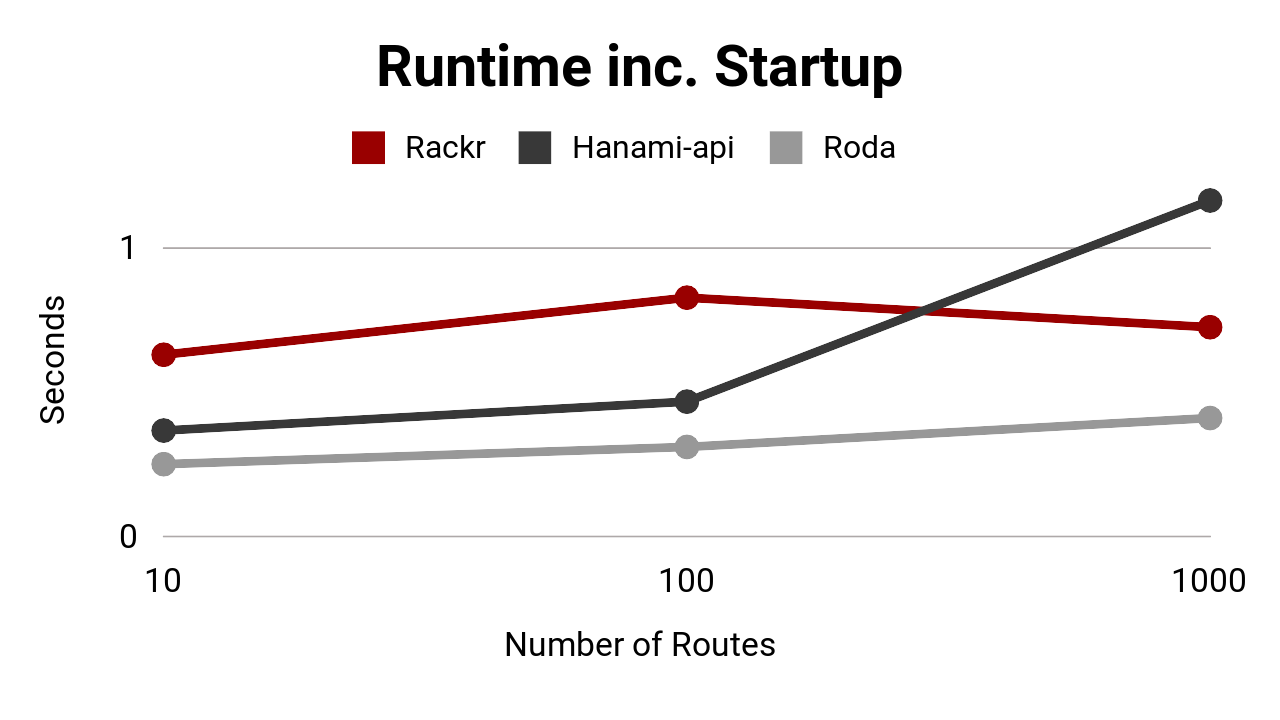 Runtime inc. Startup
Rackr Hanami-api Roda
1
Seconds
0
10 100 1000
Number of Routes